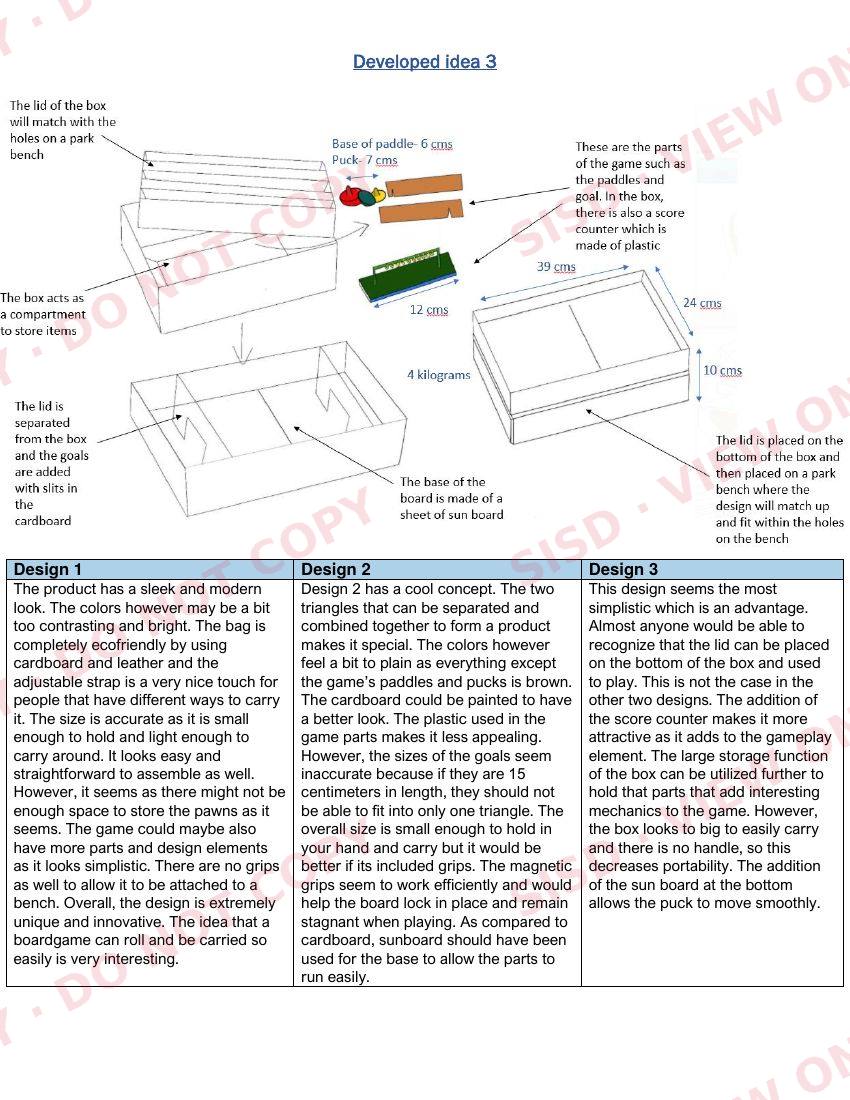 Developed idea 3
The lid of the box
will match with the
holes on a park
bench
Base of paddle- 6 cms
Puck- 7 cms
These are the parts
of the game such as
the paddles and
goal. In the box,
there is also a score
counter which is
made of plastic
The box acts as
a compartment
to store items
12 cms
39 cms
24 cms
10 cms
4 kilograms
The lid is
separated
from the box
and the goals
are added
with slits in
the
cardboard
The base of the
board is made of a
sheet of sun board
The lid is placed on the
bottom of the box and
then placed on a park
bench where the
design will match up
and fit within the holes
on the bench
Design 1
The product has a sleek and modern
look. The colors however may be a bit
too contrasting and bright. The bag is
completely ecofriendly by using
cardboard and leather and the
adjustable strap is a very nice touch for
people that have different ways to carry
it. The size is accurate as it is small
enough to hold and light enough to
carry around. It looks easy and
straightforward to assemble as well.
However, it seems as there might not be
enough space to store the pawns as it
seems. The game could maybe also
have more parts and design elements
as it looks simplistic. There are no grips
as well to allow it to be attached to a
bench. Overall, the design is extremely
unique and innovative. The idea that a
boardgame can roll and be carried so
easily is very interesting.
Design 2
Design 2 has a cool concept. The two
triangles that can be separated and
combined together to form a product
makes it special. The colors however
feel a bit to plain as everything except
the game's paddles and pucks is brown.
The cardboard could be painted to have
a better look. The plastic used in the
game parts makes it less appealing.
However, the sizes of the goals seem
inaccurate because if they are 15
centimeters in length, they should not
be able to fit into only one triangle. The
overall size is small enough to hold in
your hand and carry but it would be
better if its included grips. The magnetic
grips seem to work efficiently and would
help the board lock in place and remain
stagnant when playing. As compared to
cardboard, sunboard should have been
used for the base to allow the parts to
run easily.
Design 3
This design seems the most
simplistic which is an advantage.
Almost anyone would be able to
recognize that the lid can be placed
on the bottom of the box and used
to play. This is not the case in the
other two designs. The addition of
the score counter makes it more
attractive as it adds to the gameplay
element. The large storage function
of the box can be utilized further to
hold that parts that add interesting
mechanics to the game. However,
the box looks to big to easily carry
and there is no handle, so this
decreases portability. The addition
of the sun board at the bottom
allows the puck to move smoothly.
SISD · VIEW ON
SISD · VIEW ON
SISD · VIEW ON
Y · DO NOT COPY
Y · DO NOT COPY
Y · DO NOT COPY